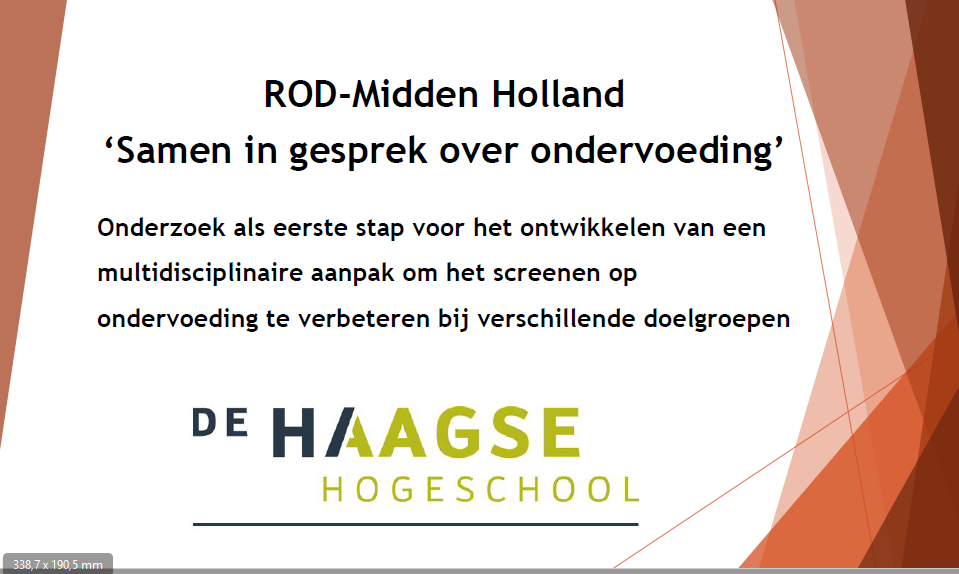 ROD-Midden Holland
‘Samen in gesprek over ondervoeding’
Onderzoek als eerste stap voor het ontwikkelen van een
multidisciplinaire aanpak om het screenen op
ondervoeding te verbeteren bij verschillende doelgroepen
DE HAAGSE
HOGESCHOOL
338,7 x 190,5 mm